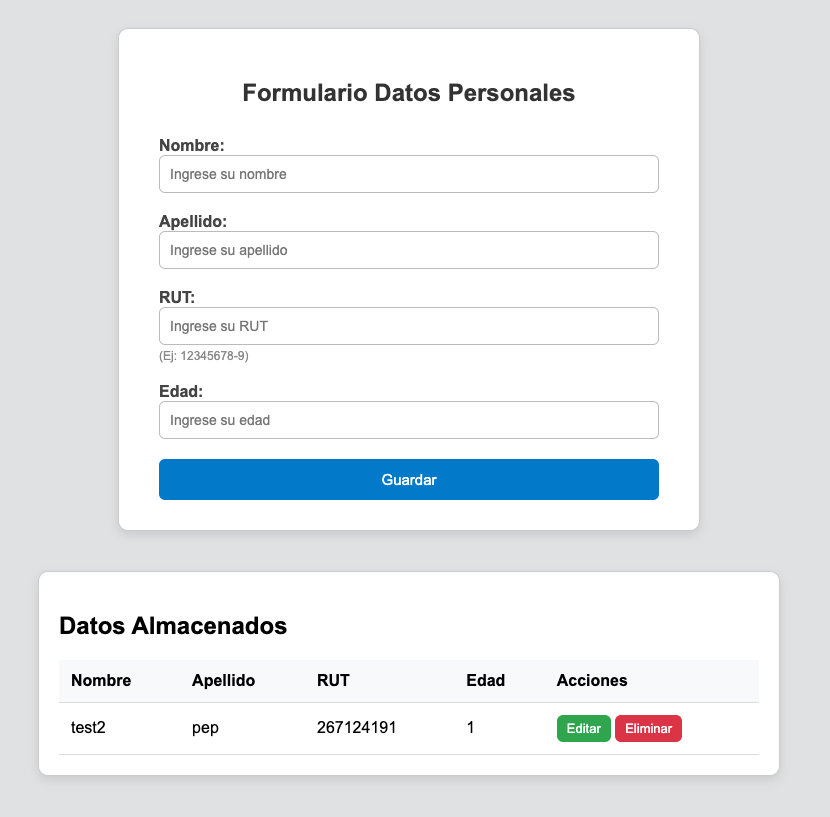 Formulario Datos Personales
Nombre:
Ingrese su nombre
Apellido:
Ingrese su apellido
RUT:
Ingrese su RUT
(Ej: 12345678-9)
Edad:
Ingrese su edad
Guardar
Datos Almacenados
Nombre Apellido RUT Edad Acciones
test2 pep 267124191 1 Editar Eliminar